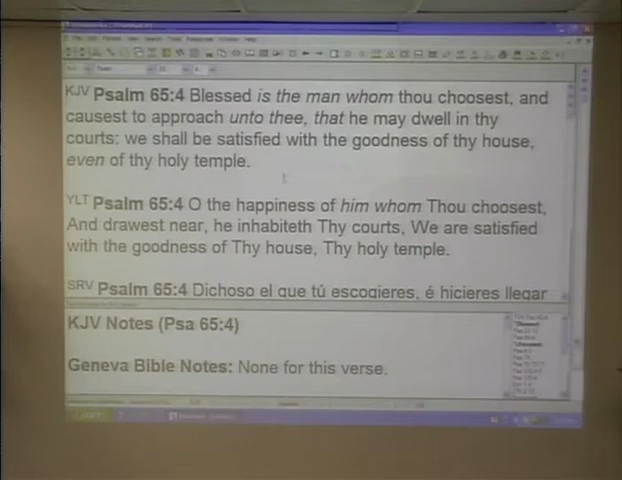 KJV Psalm 65:4 Blessed is the man whom thou choosest, and
causest to approach unto thee, that he may dwell in thy
courts: we shall be satisfied with the goodness of thy house,
even of thy holy temple.
YLT Psalm 65:4 O the happiness of him whom Thou choosest,
And drawest near, he inhabiteth Thy courts, We are satisfied
with the goodness of Thy house, Thy holy temple.
SRV Psalm 65:4 Dichoso el que tú escogieres, é hicieres llegar
KJV Notes (Psa 65:4)
Geneva Bible Notes: None for this verse.